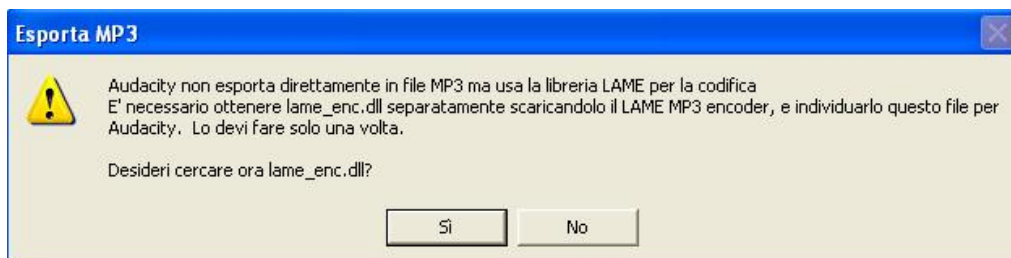 Esporta MP3
Audacity non esporta direttamente in file MP3 ma usa la libreria LAME per la codifica
E' necessario ottenere lame_enc.dll separatamente scaricandolo il LAME MP3 encoder, e individuarlo questo file per
Audacity. Lo devi fare solo una volta.
Desideri cercare ora lame_enc.dll?
Sì No